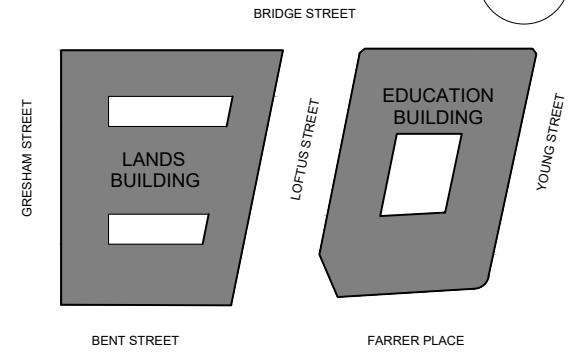 BRIDGE STREET
GRESHAM STREET
LANDS
BUILDING
LOFTUS STREET
EDUCATION
BUILDING
YOUNG STREET
BENT STREET
FARRER PLACE